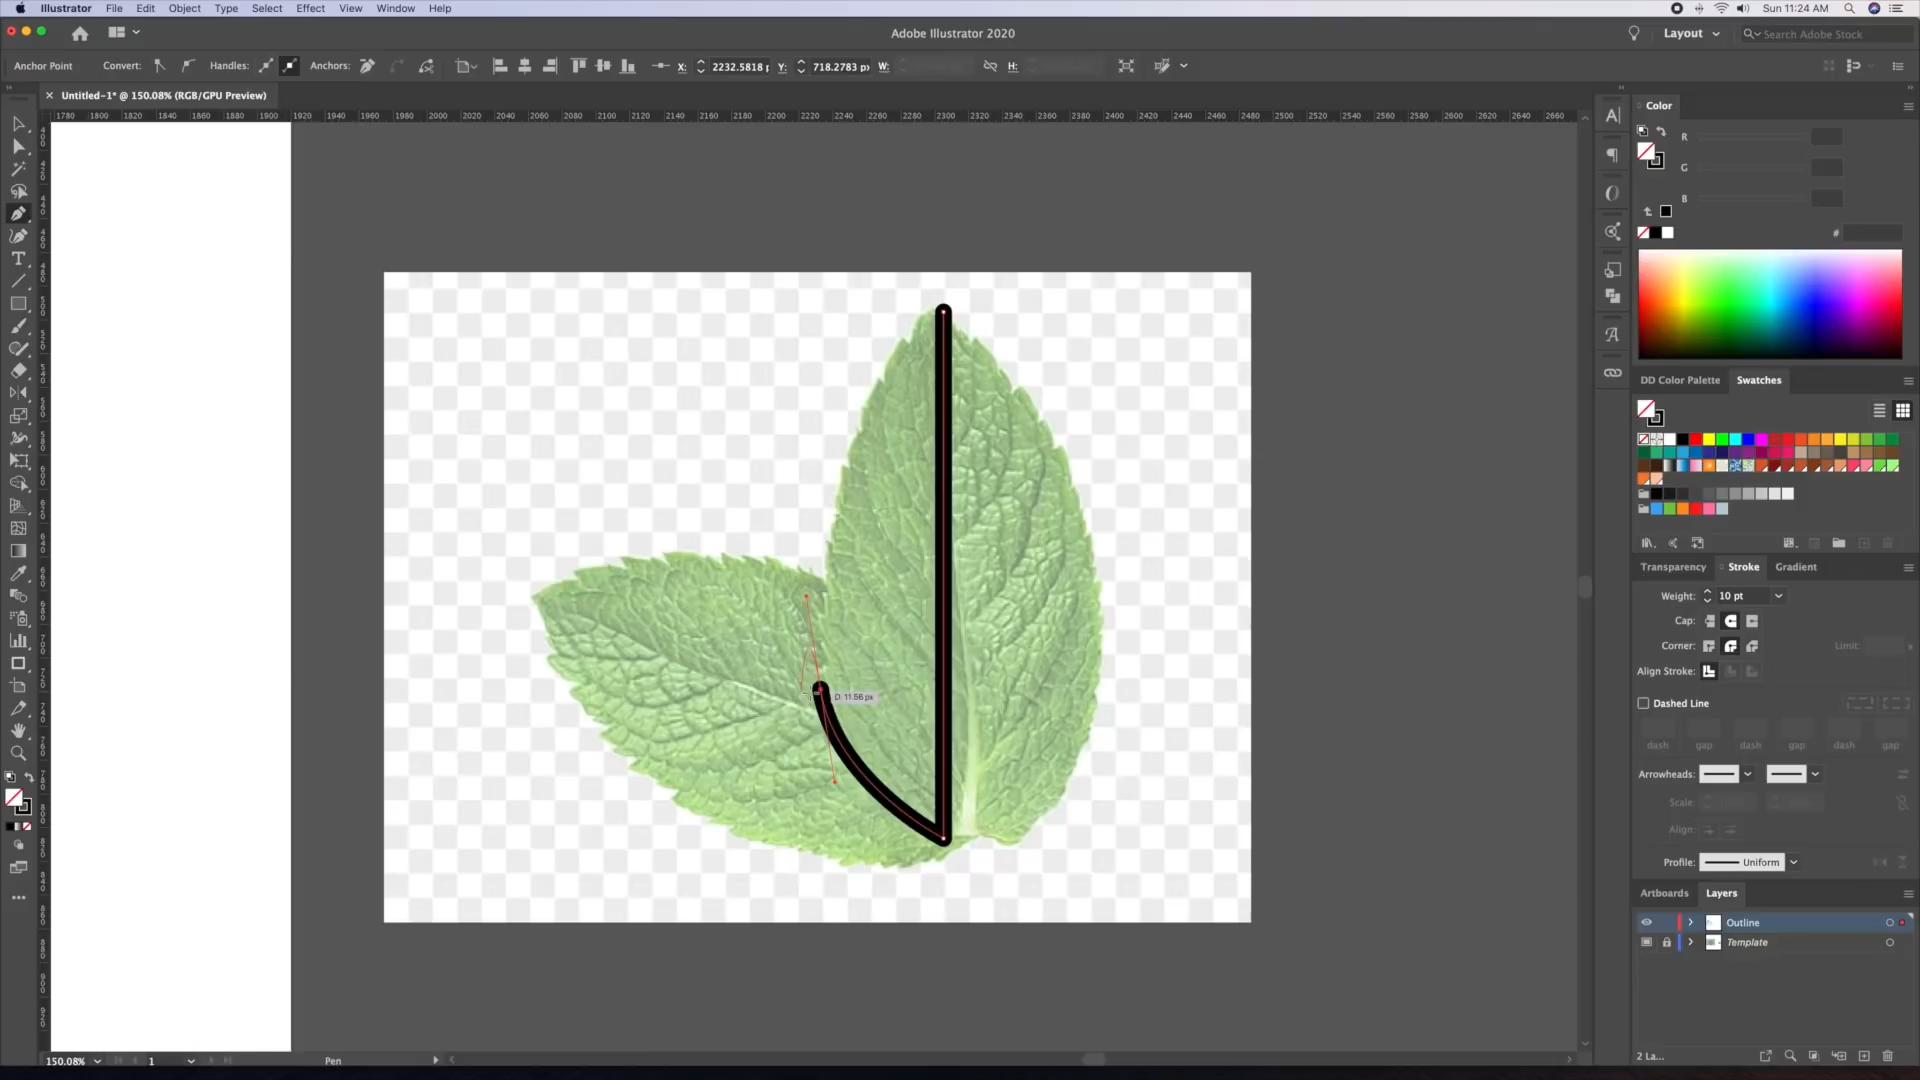 Illustrator File Edit Object Type Select Effect View Window Help
Sun 11:24 AM
Adobe Illustrator 2020
Layout
Search Adobe Stock
Anchor Point
Convert:
Handles:
Anchors:
X: 2232.5818 p
Y: 718.2783 px
W:
H:
Untitled-1* @ 150.08% (RGB/GPU Preview)
1780 1800 1820 1840 1860 1880 1900 1920 1940 1960 1980 2000 2020 2040 2060 2080 2100 2120 2140 2160 2180 2200 2220 2240 2260 2280 2300 2320 2340 2360 2380 2400 2420 2440 2460 2480 2500 2520 2540 2560 2580 2600 2620 2640 2660
Color
R
G
B
#
DD Color Palette
Swatches
Transparency
Stroke
Gradient
Weight:
10 pt
Cap:
Corner:
Limit:
Align Stroke:
D: 11.56 px
Dashed Line
dash gap dash gap dash gap
Arrowheads:
Scale:
Align:
Profile:
Uniform
Artboards
Layers
Outline
Template
2 La...
150.08%
1
Pen